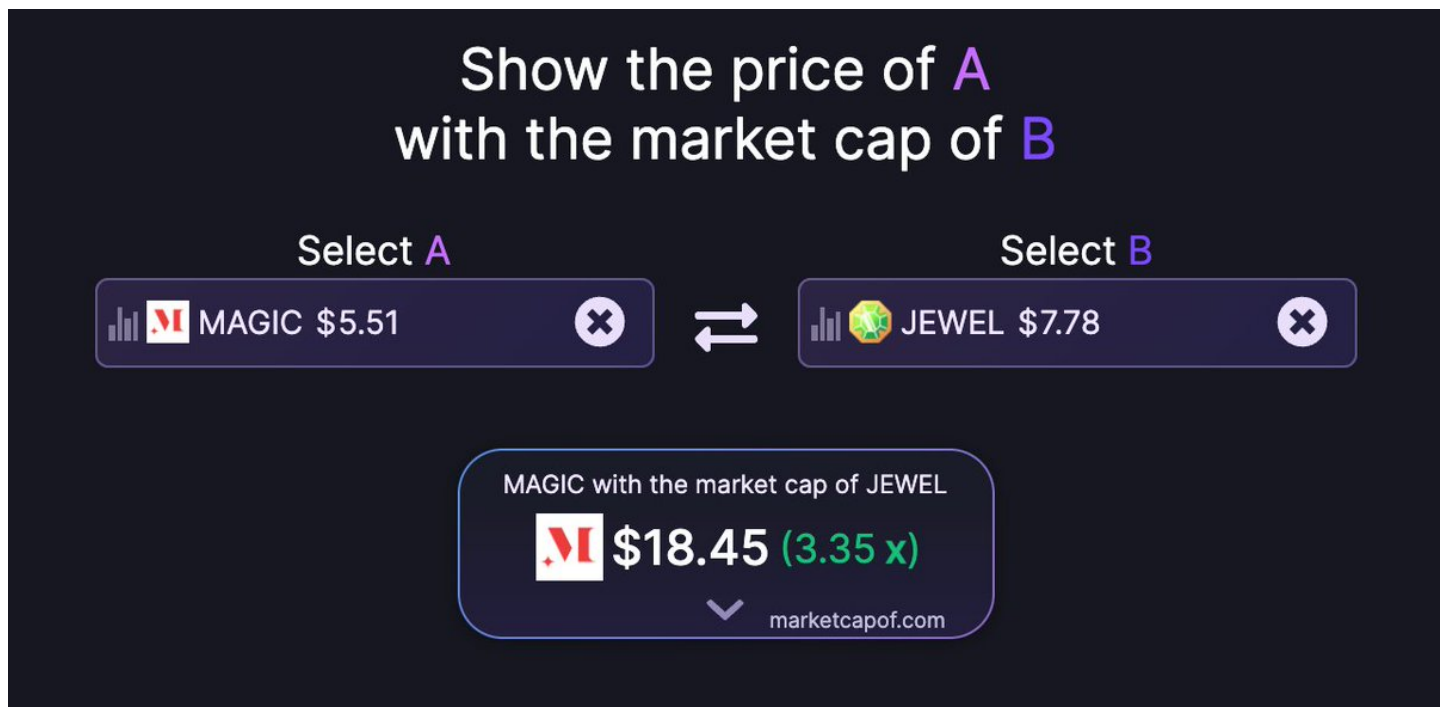 Show the price of A
with the market cap of B
Select A
Select B
MAGIC $5.51
JEWEL $7.78
MAGIC with the market cap of JEWEL
$18.45 (3.35 x)
marketcapof.com